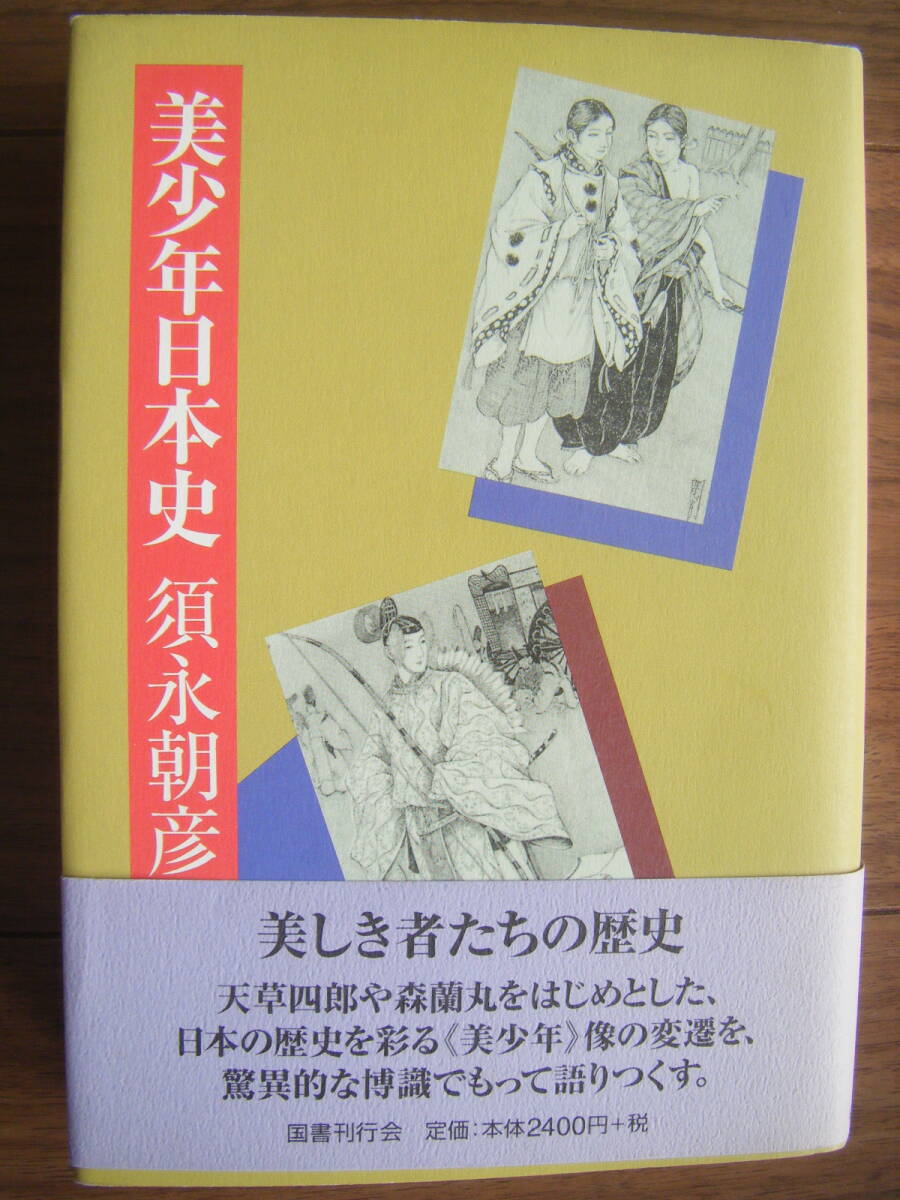 美少年日本史 須永朝彦
美しき者たちの歴史
天草四郎や森蘭丸をはじめとした、
日本の歴史を彩る《美少年》像の変遷を、
驚異的な博識でもって語りつくす。
国書刊行会 定価：本体2400円+税